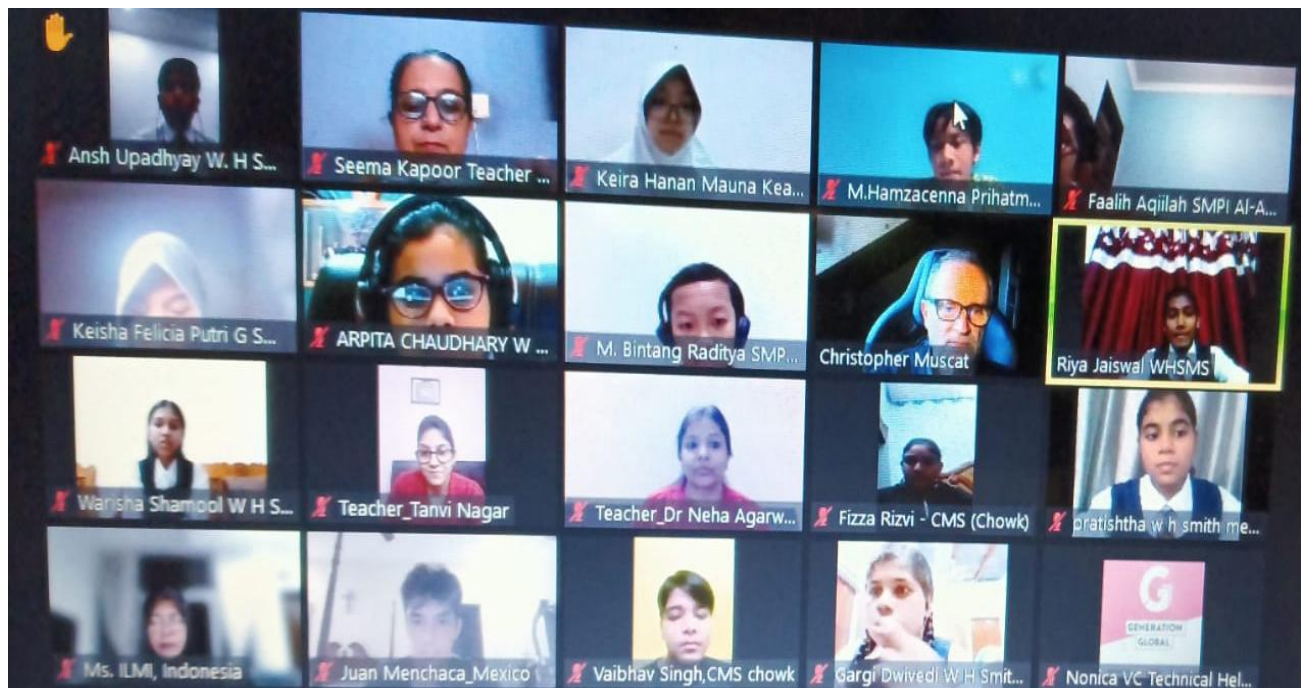 Ansh Upadhyay W. H S...
Seema Kapoor Teacher ...
Keira Hanan Mauna Kea...
M.Hamzacenna Prihatm...
Faalih Aqiilah SMPI Al-A...
Keisha Felicia Putri G S...
ARPITA CHAUDHARY W ...
M. Bintang Raditya SMP...
Christopher Muscat
Riya Jaiswal WHSMS
Warisha Shamool W H S...
Teacher_Tanvi Nagar
Teacher_Dr Neha Agarw...
Fizza Rizvi - CMS (Chowk)
pratishtha w h smith me...
Ms. ILMI, Indonesia
Juan Menchaca_Mexico
Vaibhav Singh,CMS chowk
Gargi Dwivedi W H Smit...
G
GENERATION
GLOBAL
Nonica VC Technical Hel...